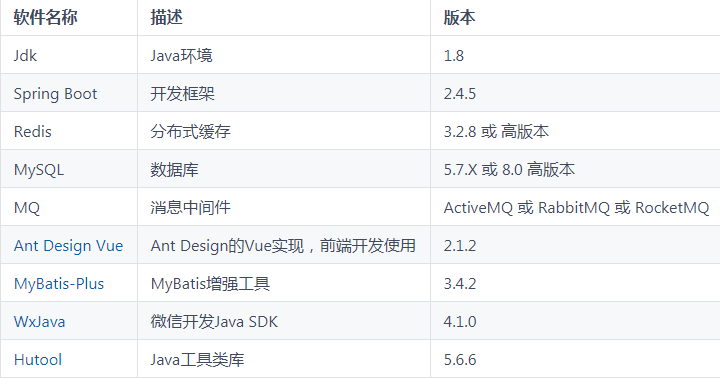 软件名称 描述 版本
Jdk Java环境 1.8
Spring Boot 开发框架 2.4.5
Redis 分布式缓存 3.2.8 或 高版本
MySQL 数据库 5.7.X 或 8.0 高版本
MQ 消息中间件 ActiveMQ 或 RabbitMQ 或 RocketMQ
Ant Design Vue Ant Design的Vue实现，前端开发使用 2.1.2
MyBatis-Plus MyBatis增强工具 3.4.2
WxJava 微信开发Java SDK 4.1.0
Hutool Java工具类库 5.6.6